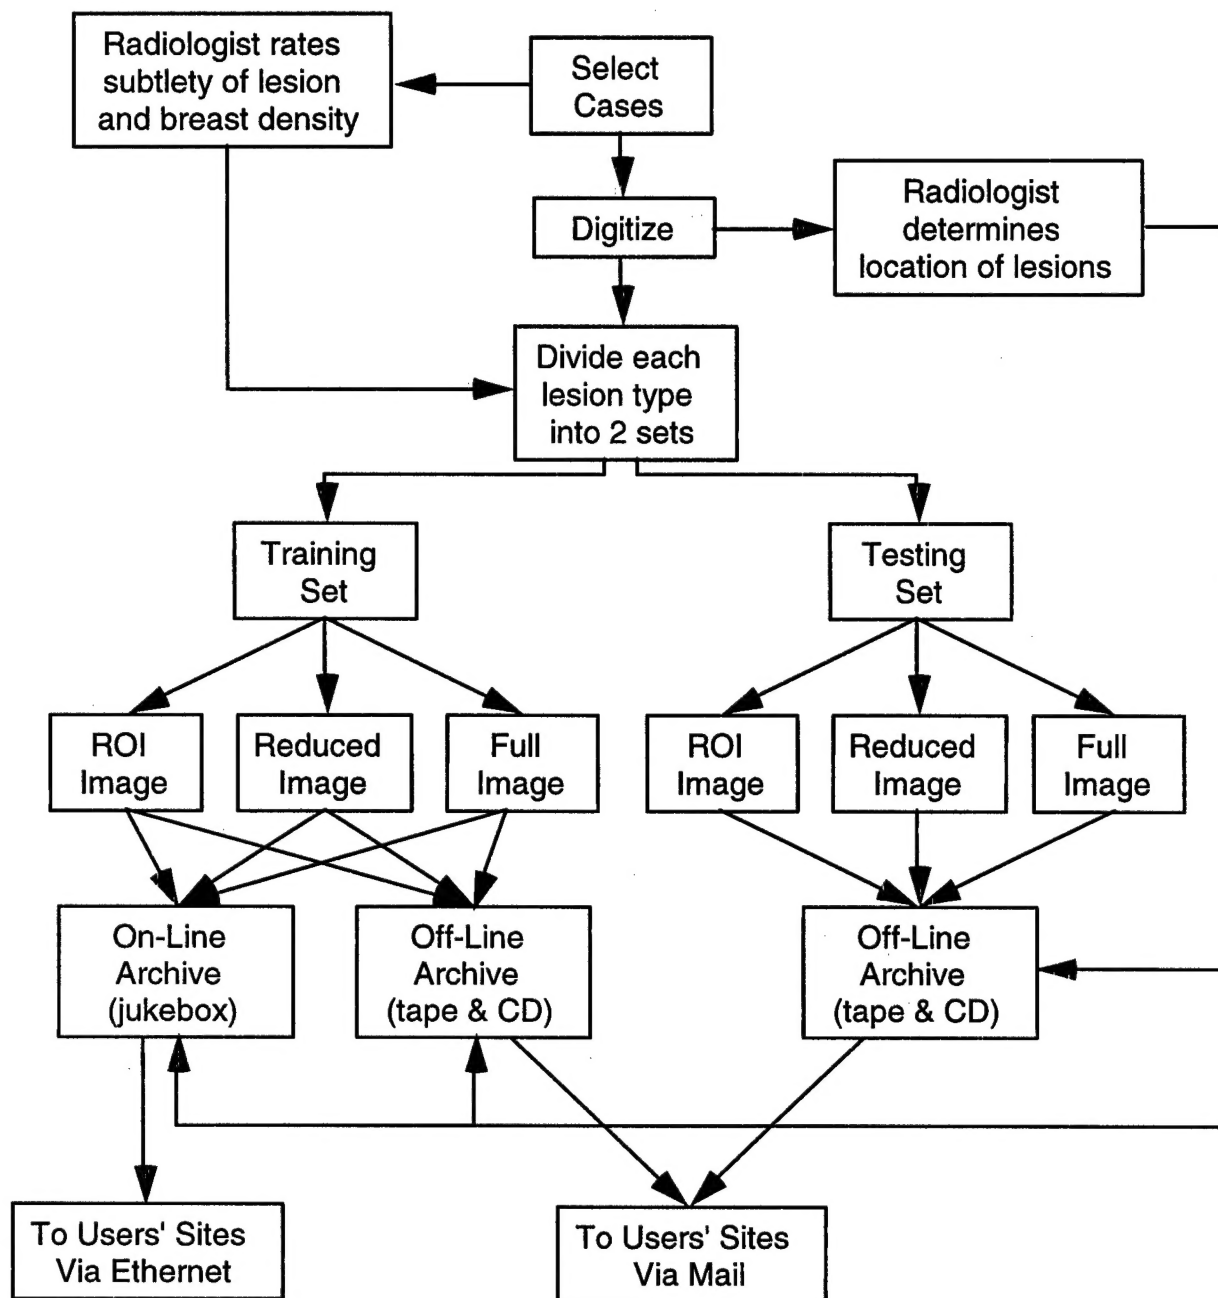 Radiologist rates
subtlety of lesion
and breast density
Select
Cases
Digitize
Radiologist
determines
location of lesions
Divide each
lesion type
into 2 sets
Training
Set
Testing
Set
ROI
Image
Reduced
Image
Full
Image
ROI
Image
Reduced
Image
Full
Image
On-Line
Archive
(jukebox)
Off-Line
Archive
(tape & CD)
Off-Line
Archive
(tape & CD)
To Users' Sites
Via Ethernet
To Users' Sites
Via Mail